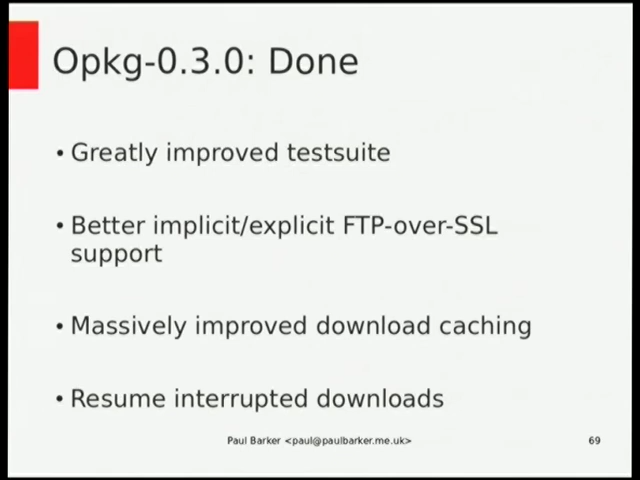 Opkg-0.3.0: Done
• Greatly improved testsuite
• Better implicit/explicit FTP-over-SSL
support
• Massively improved download caching
• Resume interrupted downloads
Paul Barker <paul@paulbarker.me.uk>
69